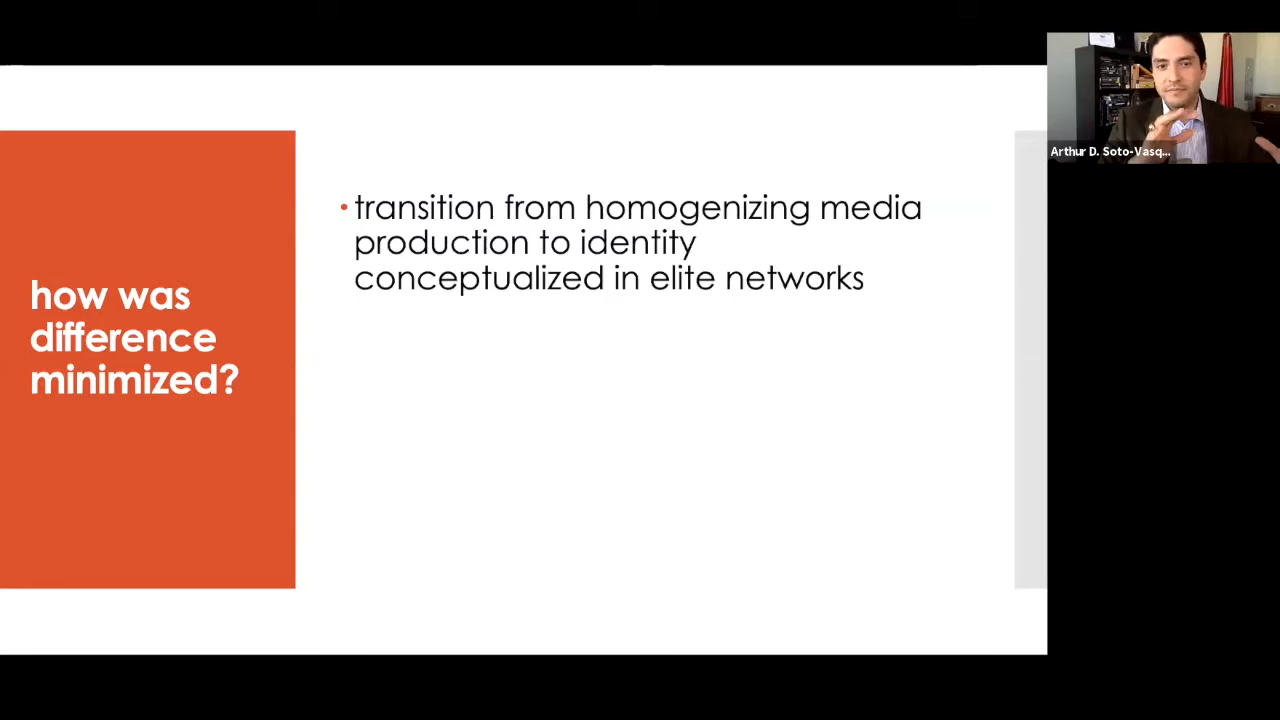 how was
difference
minimized?
• transition from homogenizing media
production to identity
conceptualized in elite networks
Arthur D. Soto-Vasq...